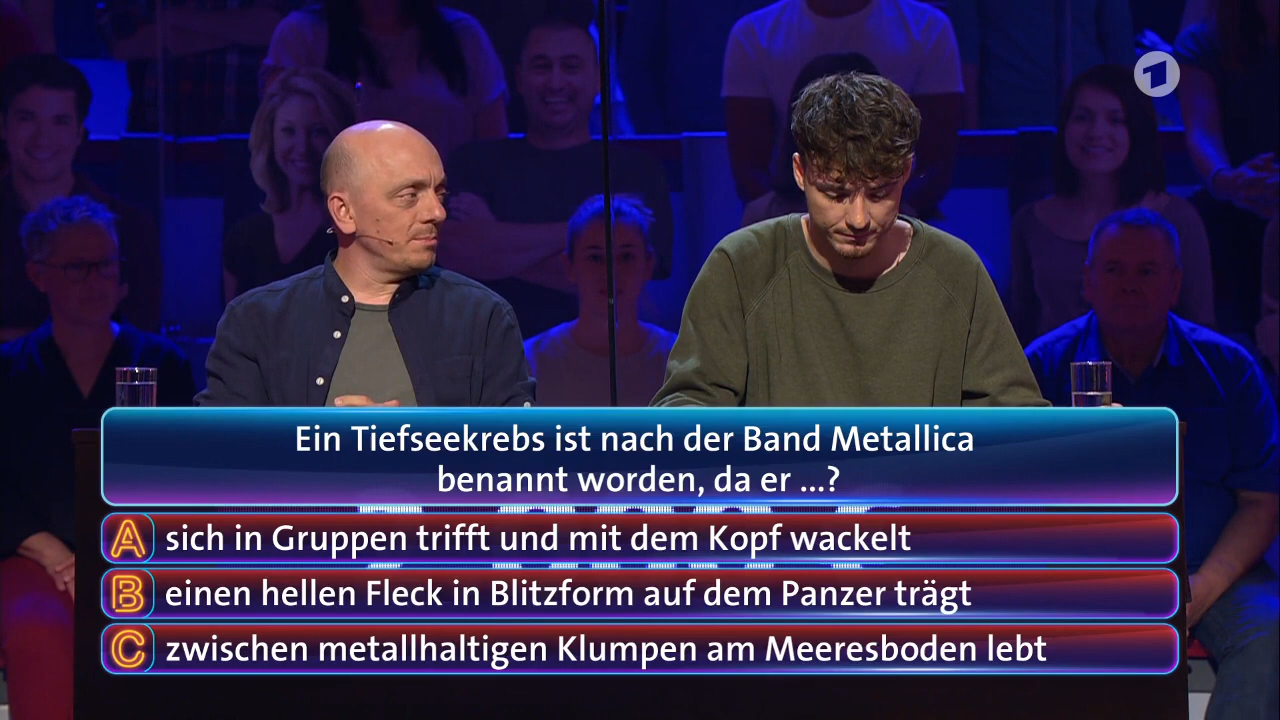 1
Ein Tiefseekrebs ist nach der Band Metallica
benannt worden, da er ...?
A sich in Gruppen trifft und mit dem Kopf wackelt
B einen hellen Fleck in Blitzform auf dem Panzer trägt
C zwischen metallhaltigen Klumpen am Meeresboden lebt